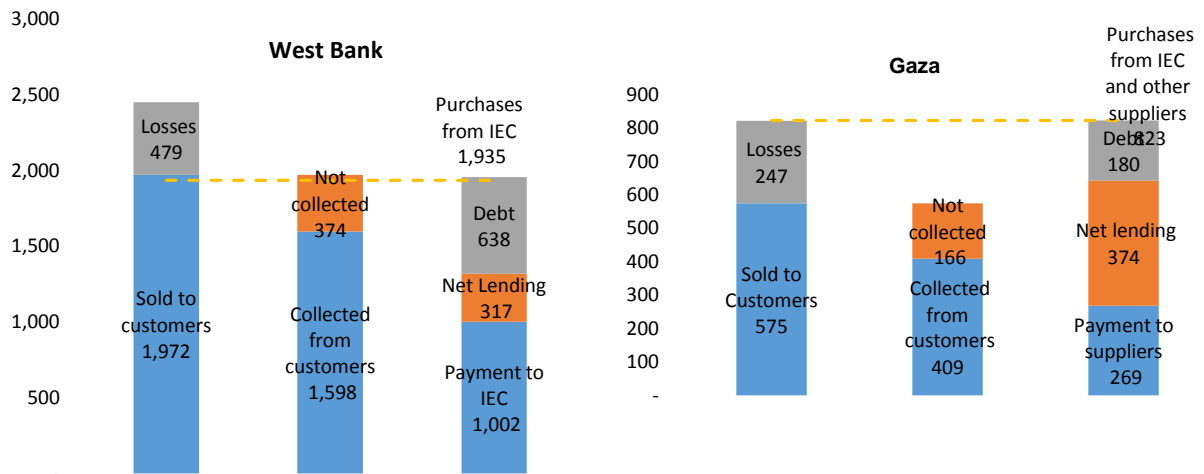 West Bank
3,000
2,500
2,000
1,500
1,000
500
Losses
479
Sold to
customers
1,972
Not
collected
374
Collected
from
customers
1,598
Purchases
from IEC
1,935
Debt
638
Net Lending
317
Payment to
IEC
1,002
Gaza
900
800
700
600
500
400
300
200
100
-
Losses
247
Sold to
Customers
575
Not
collected
166
Collected
from
customers
409
Purchases
from IEC
and other
suppliers
823
Debt
180
Net lending
374
Payment to
suppliers
269